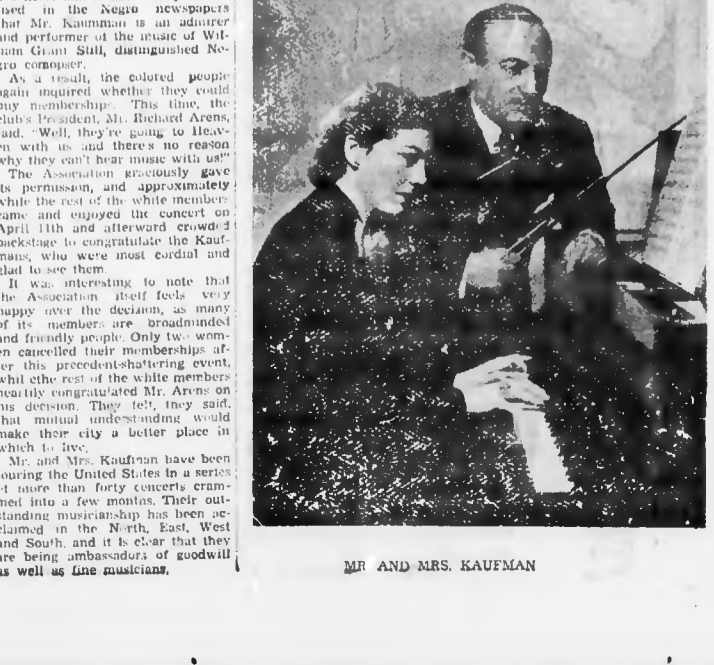 ised in the Negro newspapers
hat Mr. Kaumman is an admirer
and performer of the music of Wil-
iam Grant Still, distinguished Ne-
gro comopser.
As a result, the colored people
again inquired whether they could
buy memberships. This time, the
club's President, Mr. Richard Arens,
said. "Well, they're going to Heav-
en with us and there's no reason
why they can't hear music with us!"
The Association graciously gave
its permission, and approximately
while the rest of the white members
came and enjoyed the concert on
April 11th and afterward crowded
backstage to congratulate the Kauf-
mans, who were most cordial and
glad to see them.
It was interesting to note that
the Association itself feels very
happy over the decision, as many
of its members are broadminded
and friendly people. Only two wom-
en cancelled their memberships af-
er this precedent-shattering event,
whil cthe rest of the white members
heartily congratulated Mr. Arens on
his decision. They felt, they said,
that mutual understanding would
make their city a better place in
which to live.
Mr. and Mrs. Kaufman have been
touring the United States in a series
of more than forty concerts cram-
med into a few months. Their out-
standing musicianship has been ac-
claimed in the North, East, West
and South, and it is clear that they
are being ambassadors of goodwill
as well as fine musicians.
MR AND MRS. KAUFMAN